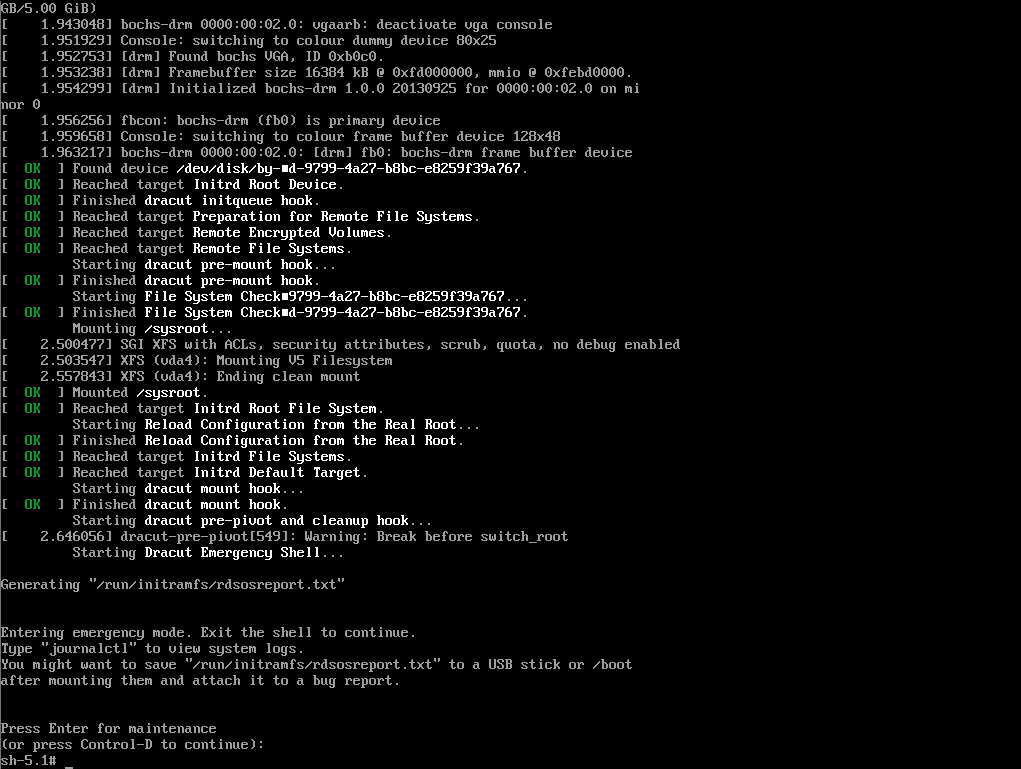 GB/5.00 GiB)
[    1.943048] bochs-drm 0000:00:02.0: vgaarb: deactivate vga console
[    1.951929] Console: switching to colour dummy device 80x25
[    1.952753] [drm] Found bochs VGA, ID 0xb0c0.
[    1.953238] [drm] Framebuffer size 16384 kB @ 0xfd000000, mmio @ 0xfebd0000.
[    1.954299] [drm] Initialized bochs-drm 1.0.0 20130925 for 0000:00:02.0 on mi
nor 0
[    1.956256] fbcon: bochs-drm (fb0) is primary device
[    1.959658] Console: switching to colour frame buffer device 128x48
[    1.963217] bochs-drm 0000:00:02.0: [drm] fb0: bochs-drm frame buffer device
[  OK  ] Found device /dev/disk/by-■d-9799-4a27-b8bc-e8259f39a767.
[  OK  ] Reached target Initrd Root Device.
[  OK  ] Finished dracut initqueue hook.
[  OK  ] Reached target Preparation for Remote File Systems.
[  OK  ] Reached target Remote Encrypted Volumes.
[  OK  ] Reached target Remote File Systems.
Starting dracut pre-mount hook...
[  OK  ] Finished dracut pre-mount hook.
Starting File System Check■9799-4a27-b8bc-e8259f39a767...
[  OK  ] Finished File System Check■d-9799-4a27-b8bc-e8259f39a767.
Mounting /sysroot...
[    2.500477] SGI XFS with ACLs, security attributes, scrub, quota, no debug enabled
[    2.503547] XFS (vda4): Mounting V5 Filesystem
[    2.557843] XFS (vda4): Ending clean mount
[  OK  ] Mounted /sysroot.
[  OK  ] Reached target Initrd Root File System.
Starting Reload Configuration from the Real Root...
[  OK  ] Finished Reload Configuration from the Real Root.
[  OK  ] Reached target Initrd File Systems.
[  OK  ] Reached target Initrd Default Target.
Starting dracut mount hook...
[  OK  ] Finished dracut mount hook.
Starting dracut pre-pivot and cleanup hook...
[    2.646056] dracut-pre-pivot[549]: Warning: Break before switch_root
Starting Dracut Emergency Shell...
Generating "/run/initramfs/rdsosreport.txt"
Entering emergency mode. Exit the shell to continue.
Type "journalctl" to view system logs.
You might want to save "/run/initramfs/rdsosreport.txt" to a USB stick or /boot
after mounting them and attach it to a bug report.
Press Enter for maintenance
(or press Control-D to continue):
sh-5.1# _